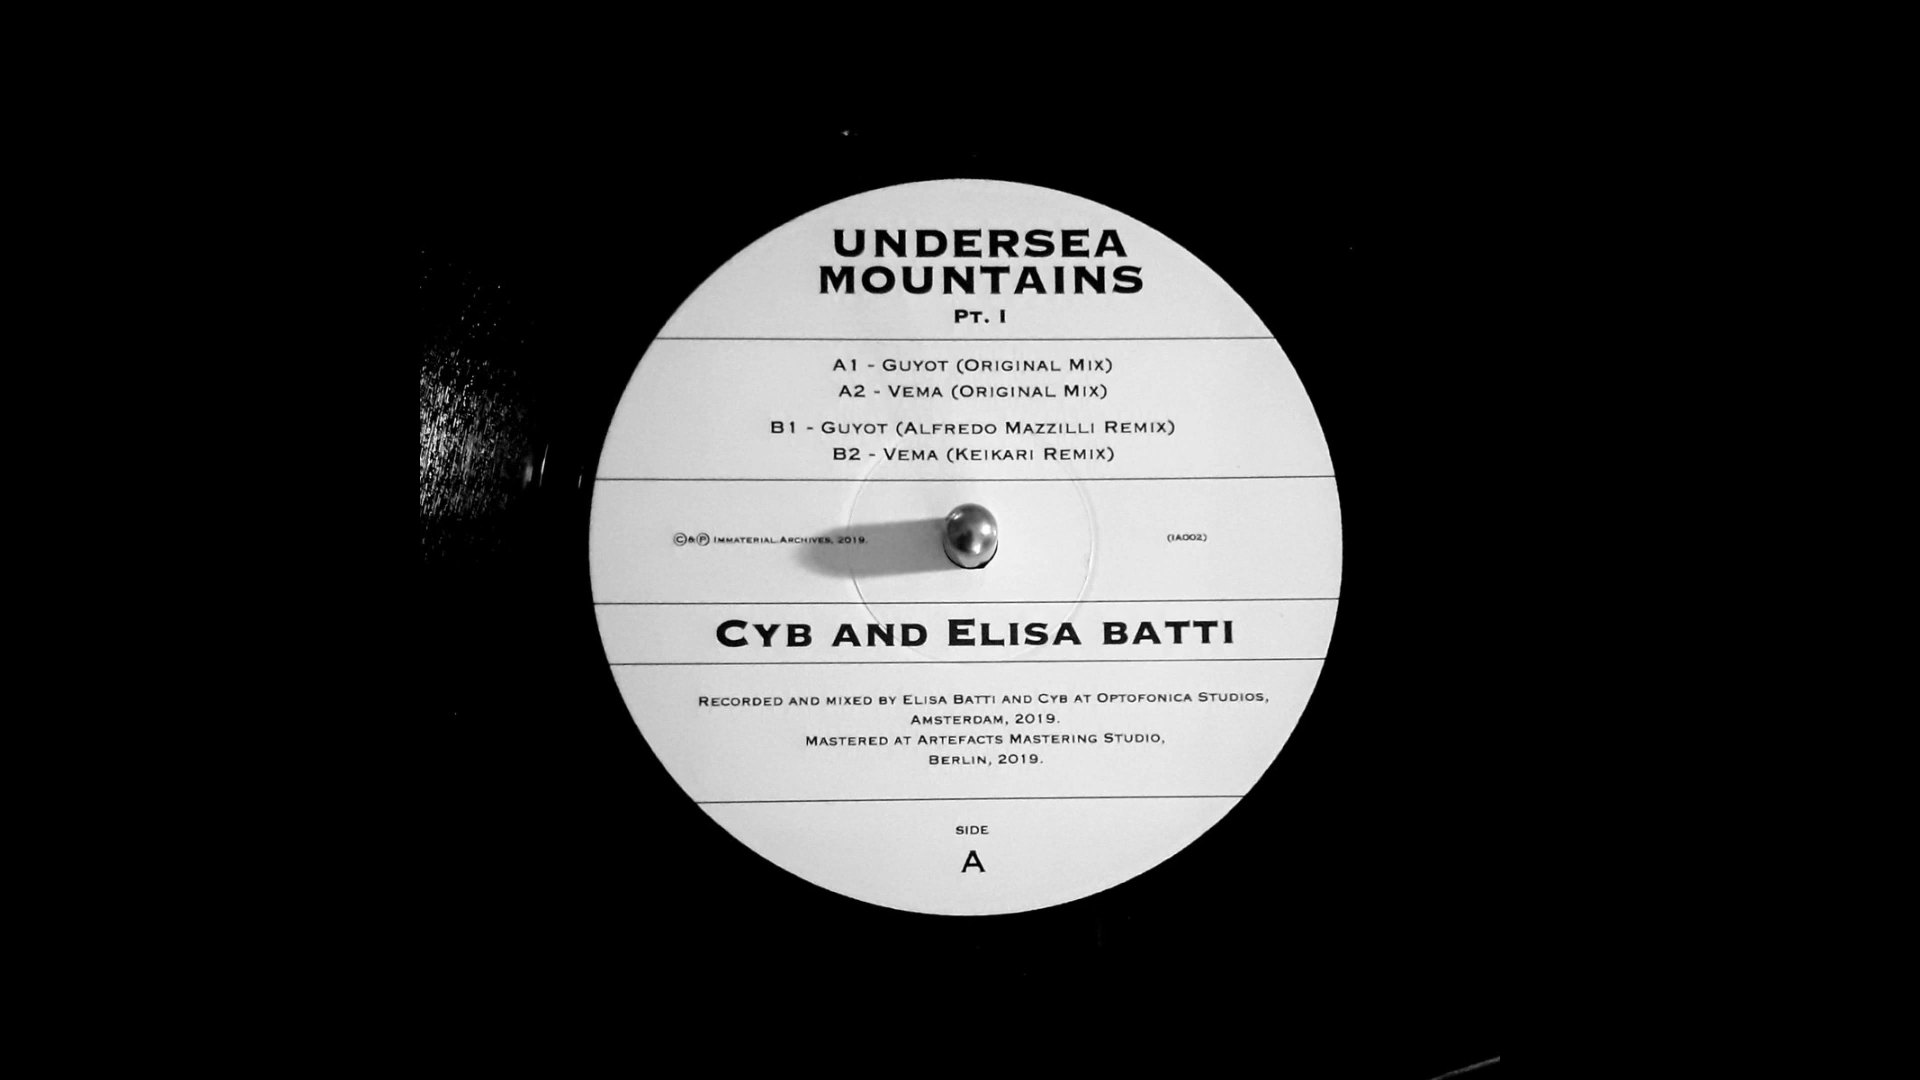 UNDERSEA
MOUNTAINS
Pt. I
A1 - Guyot (Original Mix)
A2 - Vema (Original Mix)
B1 - Guyot (Alfredo Mazzilli Remix)
B2 - Vema (Keikari Remix)
©&℗ Immaterial Archives, 2019.
(IA002)
Cyb and Elisa batti
Recorded and mixed by Elisa Batti and Cyb at Optofonica Studios,
Amsterdam, 2019.
Mastered at Artefacts Mastering Studio,
Berlin, 2019.
side
A